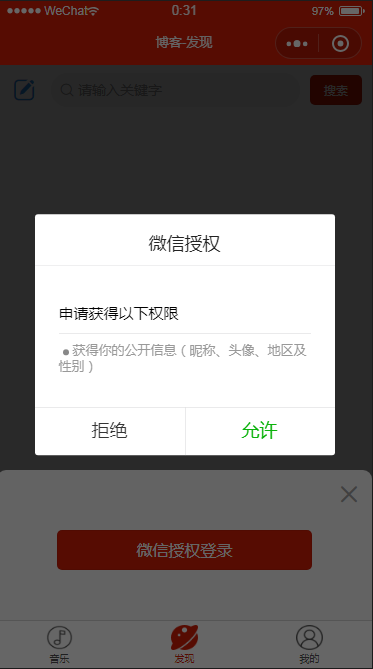 WeChat
0:31
97%
博客-发现
请输入关键字
搜索
微信授权
申请获得以下权限
获得你的公开信息（昵称、头像、地区及
性别）
拒绝
允许
微信授权登录
音乐
发现
我的